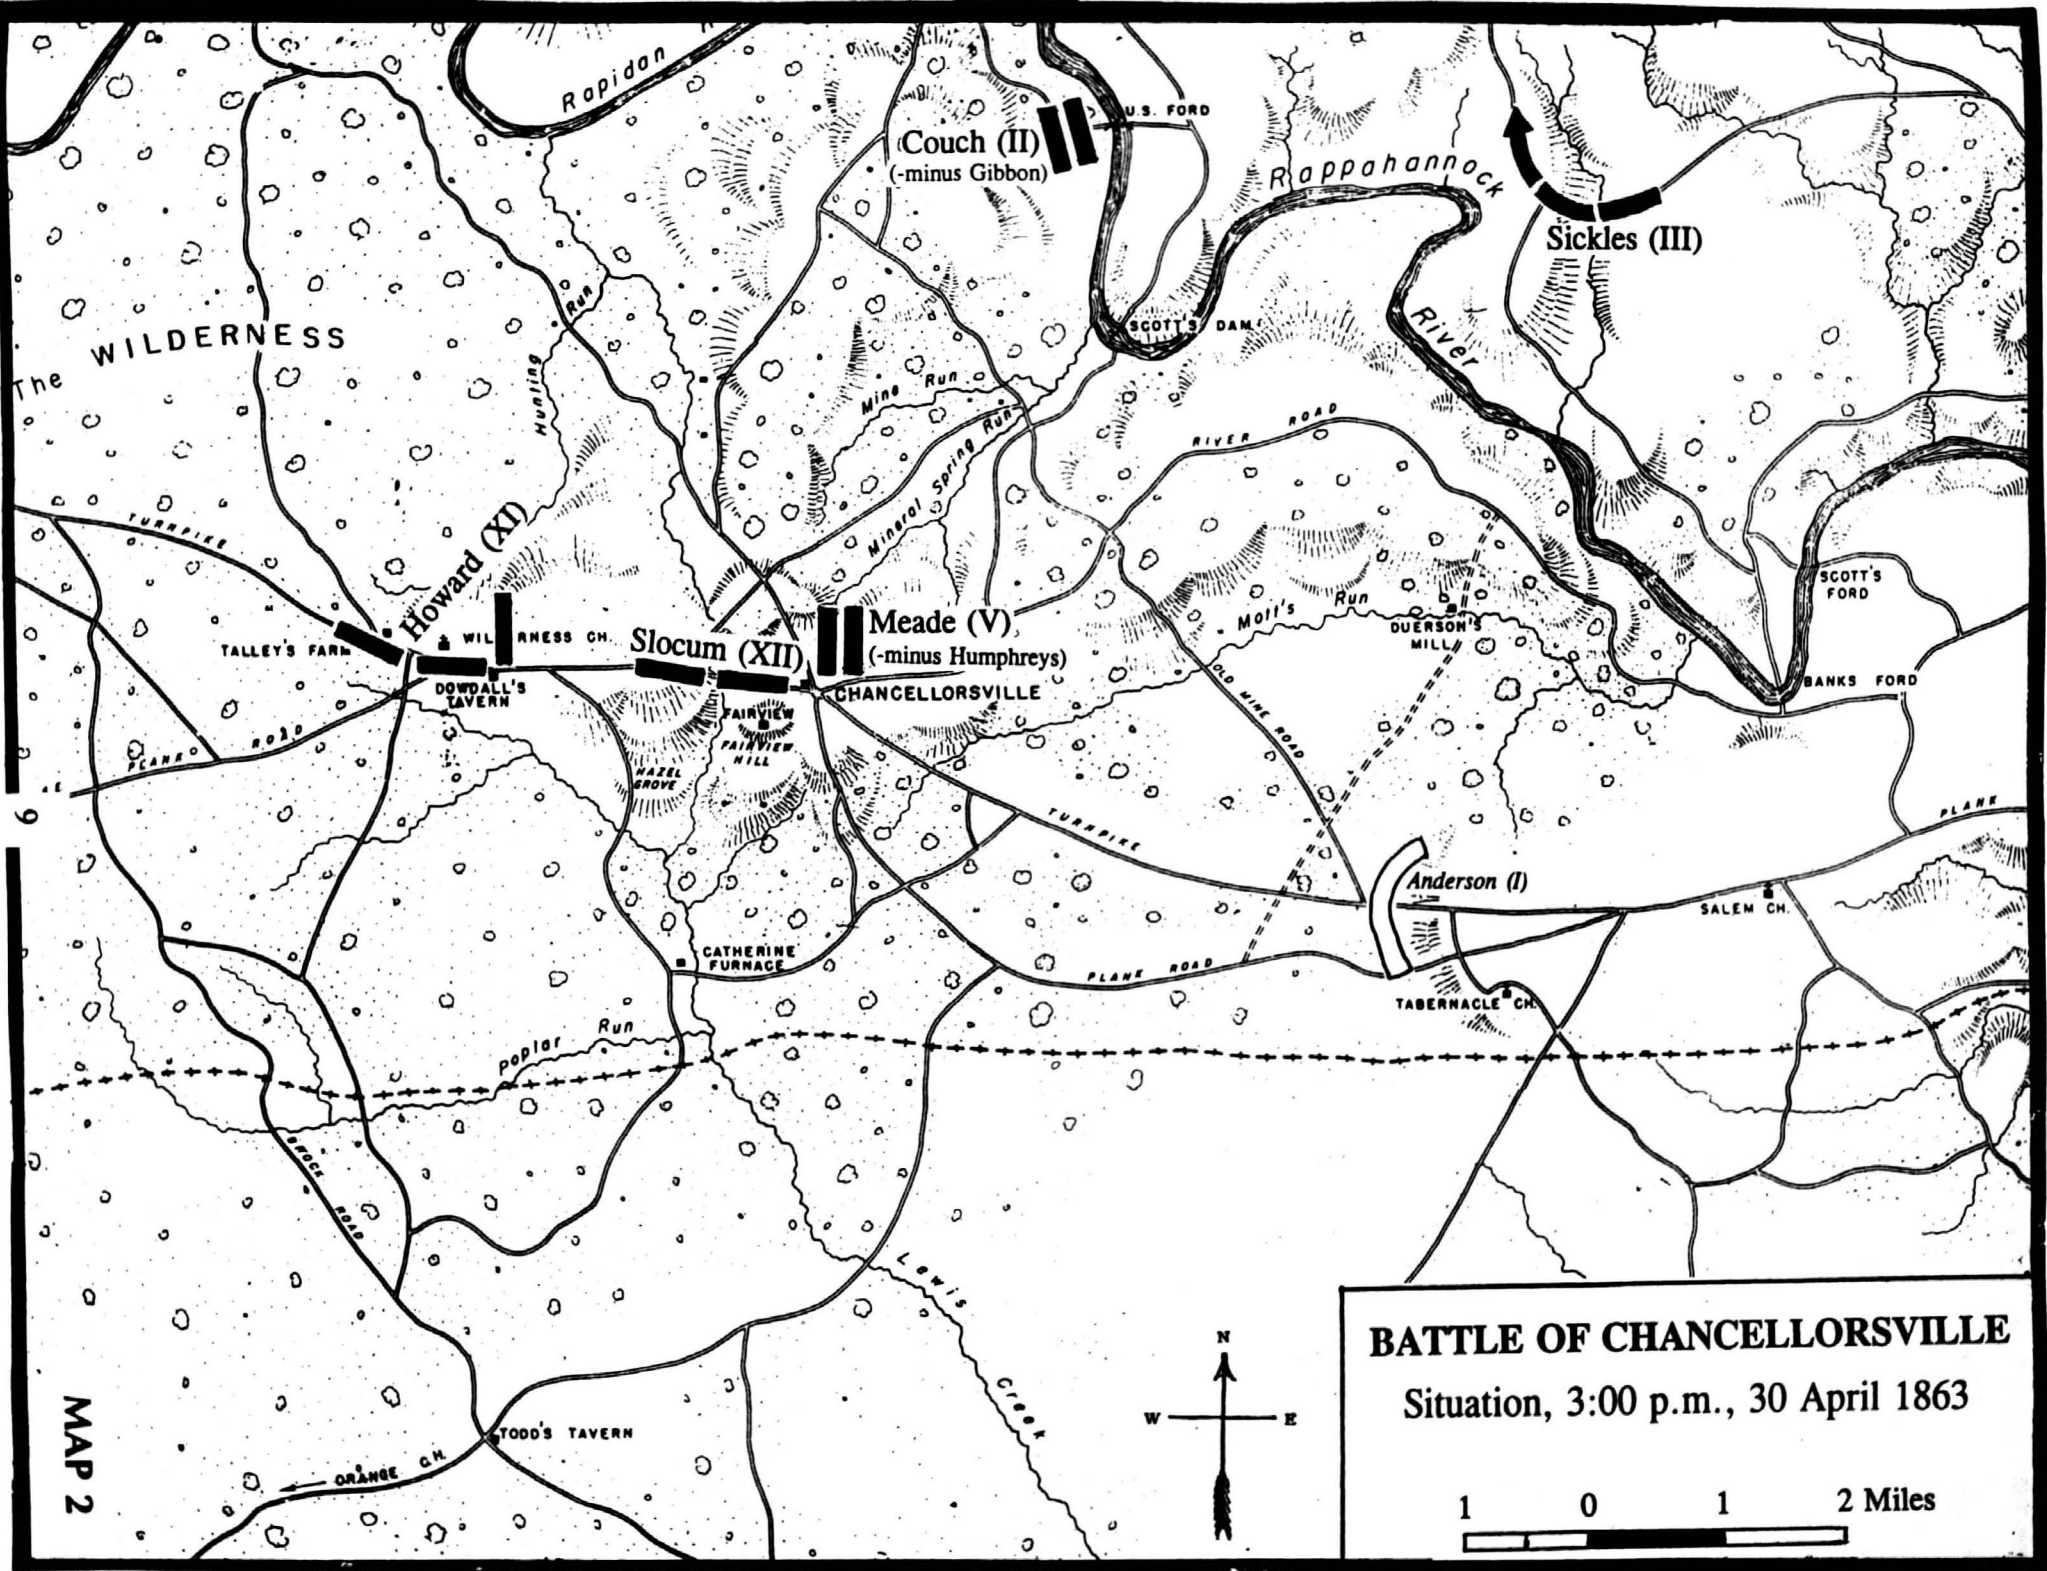 Rapidan
Couch (II)
(-minus Gibbon)
U.S. FORD
Rappahannock
River
Sickles (III)
SCOTT'S DAM
The WILDERNESS
Hunting
Run
Mine Run
Mineral Spring Run
RIVER ROAD
TURNPIKE
Howard (XI)
TALLEY'S FARM
WIL RNESS CH.
DOWDALL'S
TAVERN
Slocum (XII)
Meade (V)
(-minus Humphreys)
CHANCELLORSVILLE
FAIRVIEW
FAIRVIEW
HILL
HAZEL
GROVE
Mott's Run
DUERSON'S
MILL
SCOTT'S
FORD
BANKS FORD
OLD MINE ROAD
PLANK ROAD
TURNPIKE
PLANK
Anderson (I)
SALEM CH.
CATHERINE
FURNACE
PLANK ROAD
TABERNACLE CH.
Poplar Run
BROCK ROAD
Lewis Creek
TODD'S TAVERN
ORANGE C.H.
N
W E
BATTLE OF CHANCELLORSVILLE
Situation, 3:00 p.m., 30 April 1863
1 0 1 2 Miles
9
MAP 2